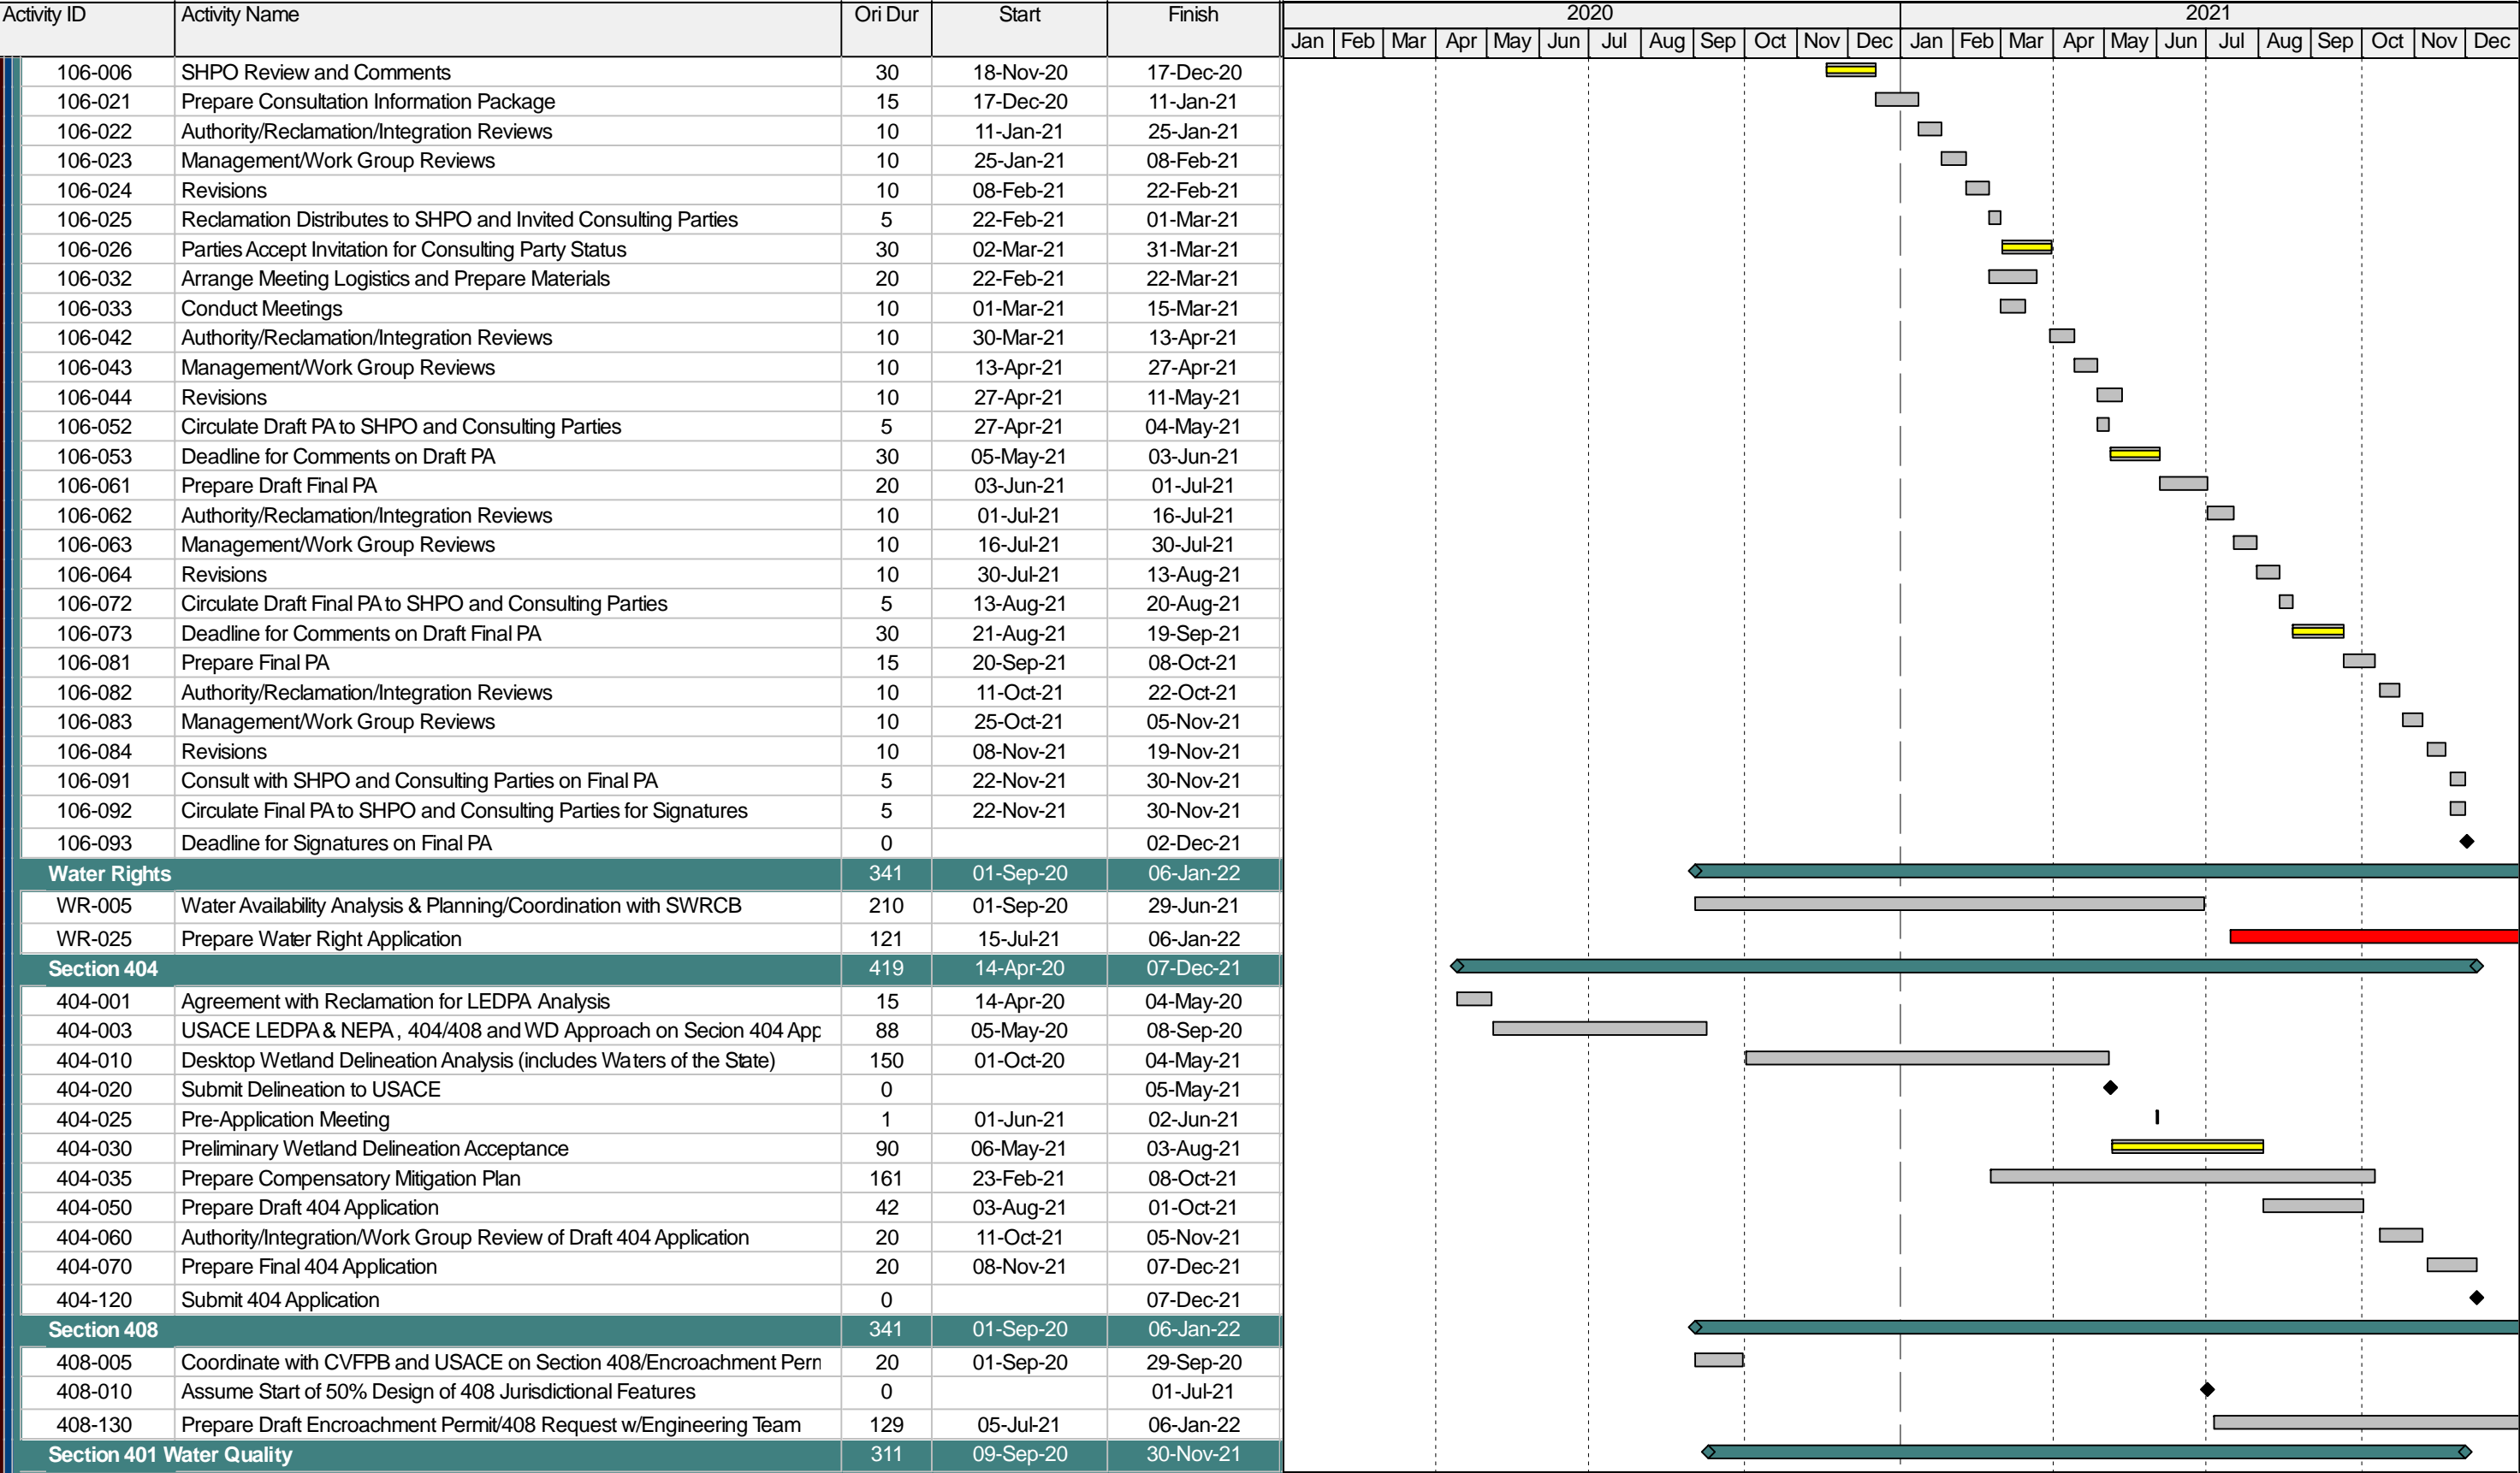 Activity ID Activity Name Ori Dur Start Finish 2020 2021
Jan Feb Mar Apr May Jun Jul Aug Sep Oct Nov Dec Jan Feb Mar Apr May Jun Jul Aug Sep Oct Nov Dec
106-006 SHPO Review and Comments 30 18-Nov-20 17-Dec-20
106-021 Prepare Consultation Information Package 15 17-Dec-20 11-Jan-21
106-022 Authority/Reclamation/Integration Reviews 10 11-Jan-21 25-Jan-21
106-023 Management/Work Group Reviews 10 25-Jan-21 08-Feb-21
106-024 Revisions 10 08-Feb-21 22-Feb-21
106-025 Reclamation Distributes to SHPO and Invited Consulting Parties 5 22-Feb-21 01-Mar-21
106-026 Parties Accept Invitation for Consulting Party Status 30 02-Mar-21 31-Mar-21
106-032 Arrange Meeting Logistics and Prepare Materials 20 22-Feb-21 22-Mar-21
106-033 Conduct Meetings 10 01-Mar-21 15-Mar-21
106-042 Authority/Reclamation/Integration Reviews 10 30-Mar-21 13-Apr-21
106-043 Management/Work Group Reviews 10 13-Apr-21 27-Apr-21
106-044 Revisions 10 27-Apr-21 11-May-21
106-052 Circulate Draft PA to SHPO and Consulting Parties 5 27-Apr-21 04-May-21
106-053 Deadline for Comments on Draft PA 30 05-May-21 03-Jun-21
106-061 Prepare Draft Final PA 20 03-Jun-21 01-Jul-21
106-062 Authority/Reclamation/Integration Reviews 10 01-Jul-21 16-Jul-21
106-063 Management/Work Group Reviews 10 16-Jul-21 30-Jul-21
106-064 Revisions 10 30-Jul-21 13-Aug-21
106-072 Circulate Draft Final PA to SHPO and Consulting Parties 5 13-Aug-21 20-Aug-21
106-073 Deadline for Comments on Draft Final PA 30 21-Aug-21 19-Sep-21
106-081 Prepare Final PA 15 20-Sep-21 08-Oct-21
106-082 Authority/Reclamation/Integration Reviews 10 11-Oct-21 22-Oct-21
106-083 Management/Work Group Reviews 10 25-Oct-21 05-Nov-21
106-084 Revisions 10 08-Nov-21 19-Nov-21
106-091 Consult with SHPO and Consulting Parties on Final PA 5 22-Nov-21 30-Nov-21
106-092 Circulate Final PA to SHPO and Consulting Parties for Signatures 5 22-Nov-21 30-Nov-21
106-093 Deadline for Signatures on Final PA 0 02-Dec-21
Water Rights 341 01-Sep-20 06-Jan-22
WR-005 Water Availability Analysis & Planning/Coordination with SWRCB 210 01-Sep-20 29-Jun-21
WR-025 Prepare Water Right Application 121 15-Jul-21 06-Jan-22
Section 404 419 14-Apr-20 07-Dec-21
404-001 Agreement with Reclamation for LEDPA Analysis 15 14-Apr-20 04-May-20
404-003 USACE LEDPA & NEPA, 404/408 and WD Approach on Secion 404 App 88 05-May-20 08-Sep-20
404-010 Desktop Wetland Delineation Analysis (includes Waters of the State) 150 01-Oct-20 04-May-21
404-020 Submit Delineation to USACE 0 05-May-21
404-025 Pre-Application Meeting 1 01-Jun-21 02-Jun-21
404-030 Preliminary Wetland Delineation Acceptance 90 06-May-21 03-Aug-21
404-035 Prepare Compensatory Mitigation Plan 161 23-Feb-21 08-Oct-21
404-050 Prepare Draft 404 Application 42 03-Aug-21 01-Oct-21
404-060 Authority/Integration/Work Group Review of Draft 404 Application 20 11-Oct-21 05-Nov-21
404-070 Prepare Final 404 Application 20 08-Nov-21 07-Dec-21
404-120 Submit 404 Application 0 07-Dec-21
Section 408 341 01-Sep-20 06-Jan-22
408-005 Coordinate with CVFPB and USACE on Section 408/Encroachment Pern 20 01-Sep-20 29-Sep-20
408-010 Assume Start of 50% Design of 408 Jurisdictional Features 0 01-Jul-21
408-130 Prepare Draft Encroachment Permit/408 Request w/Engineering Team 129 05-Jul-21 06-Jan-22
Section 401 Water Quality 311 09-Sep-20 30-Nov-21